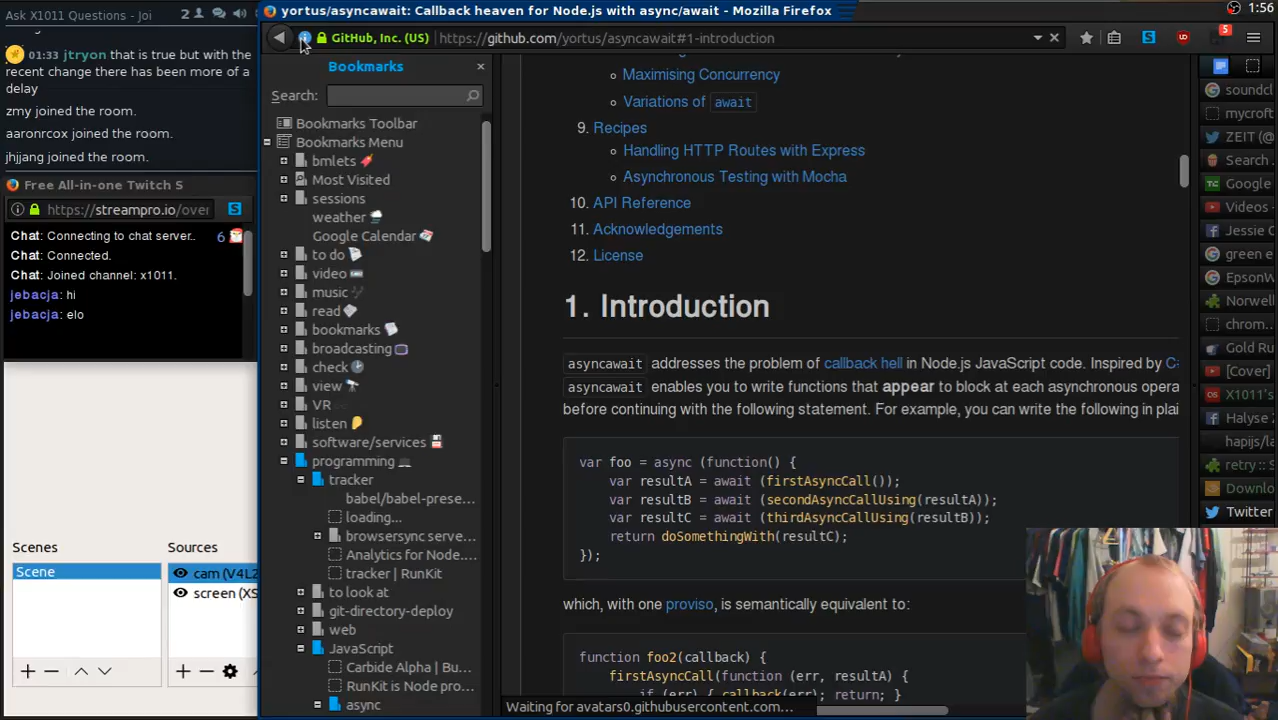 Ask X1011 Questions - Joi
2
01:33 jtryon that is true but with the
recent change there has been more of a
delay
zmy joined the room.
aaronrcox joined the room.
jhjjang joined the room.
Free All-in-one Twitch S
https://streampro.io/over
S
Chat: Connecting to chat server..
6
Chat: Connected.
Chat: Joined channel: x1011.
jebacja: hi
jebacja: elo
Scenes
Sources
Scene
cam (V4L2
screen (XS
yortus/asyncawait: Callback heaven for Node.js with async/await - Mozilla Firefox
1:56
GitHub, Inc. (US)
https://github.com/yortus/asyncawait#1-introduction
S
5
Bookmarks
Search:
Bookmarks Toolbar
Bookmarks Menu
bmlets
Most Visited
sessions
weather
Google Calendar
to do
video
music
read
bookmarks
broadcasting
check
view
VR
listen
software/services
programming
tracker
babel/babel-prese...
loading...
browsersync serve...
Analytics for Node....
tracker | RunKit
to look at
git-directory-deploy
web
JavaScript
Carbide Alpha | Bu...
RunKit is Node pro...
async
Maximising Concurrency
Variations of await
9. Recipes
Handling HTTP Routes with Express
Asynchronous Testing with Mocha
10. API Reference
11. Acknowledgements
12. License
1. Introduction
asyncawait addresses the problem of callback hell in Node.js JavaScript code. Inspired by C
asyncawait enables you to write functions that appear to block at each asynchronous opera
before continuing with the following statement. For example, you can write the following in plai
var foo = async (function() {
var resultA = await (firstAsyncCall());
var resultB = await (secondAsyncCallUsing(resultA));
var resultC = await (thirdAsyncCallUsing(resultB));
return doSomethingWith(resultC);
});
which, with one proviso, is semantically equivalent to:
function foo2(callback) {
firstAsyncCall(function (err, resultA) {
if (err) { callback(err); return; }
Waiting for avatars0.githubusercontent.com...
soundcl
mycroft
ZEIT (@
Search
Google
Videos -
Jessie G
green e
EpsonW
Norwell
chrom...
Gold Ru
[Cover]
X1011's
Halyse Z
hapijs/l
retry :: S
Downlo
Twitter